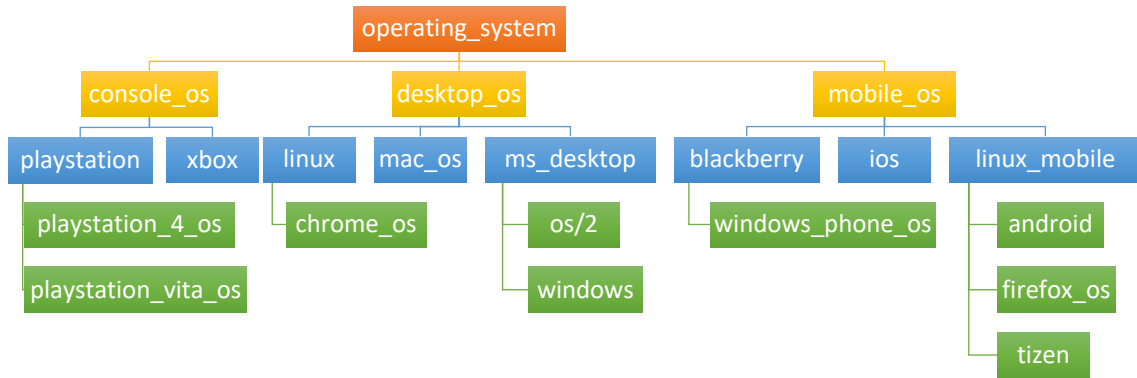 operating_system
console_os
desktop_os
mobile_os
playstation
xbox
linux
mac_os
ms_desktop
blackberry
ios
linux_mobile
playstation_4_os
chrome_os
os/2
windows_phone_os
android
playstation_vita_os
windows
firefox_os
tizen